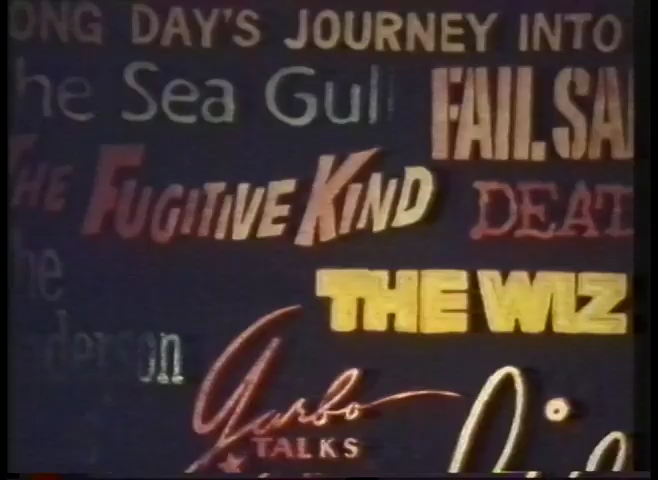 ONG DAY'S JOURNEY INTO
he Sea Gull
FAIL SA
THE FUGITIVE KIND
DEAT
he
THE WIZ
derson
Garbo
TALKS